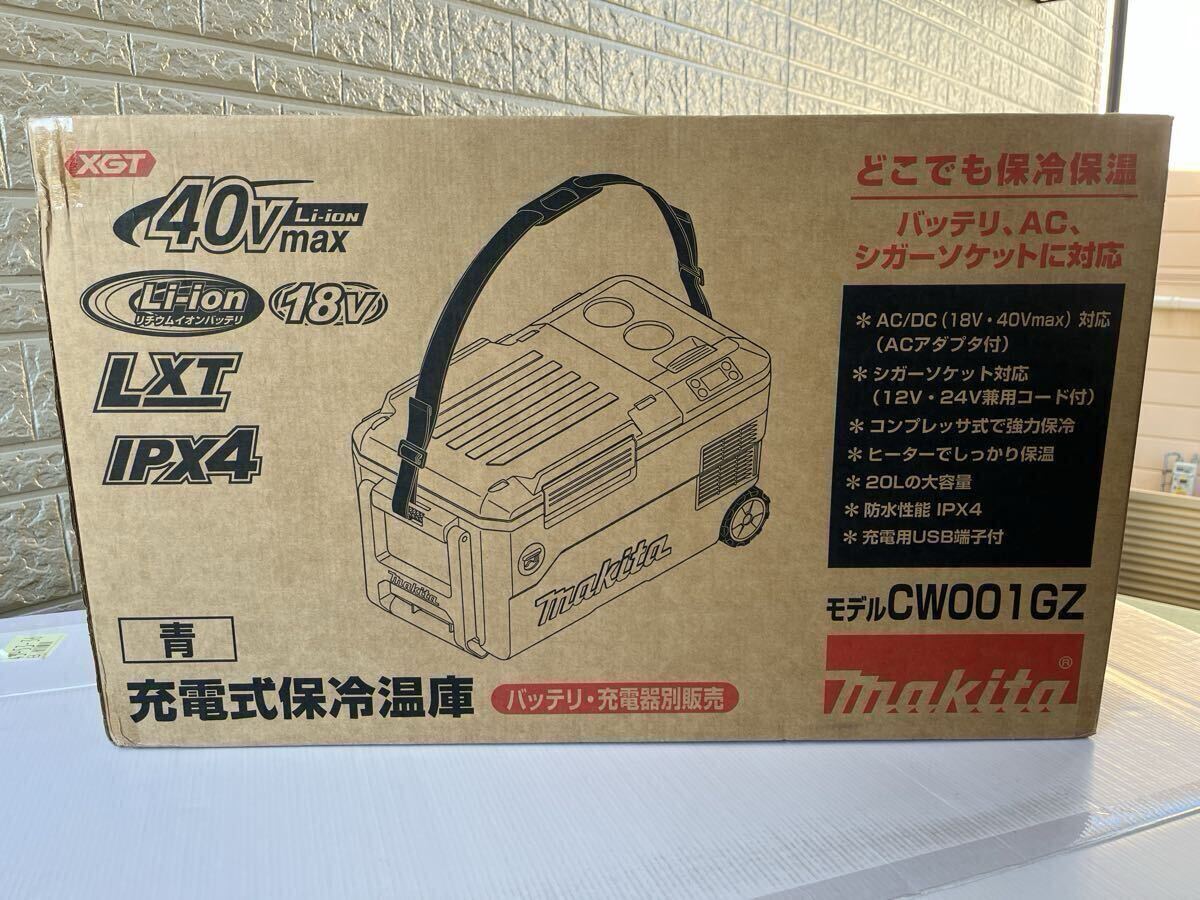 XGT
40Vmax Li-ion
Li-ion 18V
リチウムイオンバッテリ
LXT
IPX4
makita
makita
青
充電式保冷温庫
バッテリ・充電器別販売
どこでも保冷保温
バッテリ、AC、
シガーソケットに対応
＊AC/DC（18V・40Vmax）対応
（ACアダプタ付）
＊シガーソケット対応
（12V・24V兼用コード付）
＊コンプレッサ式で強力保冷
＊ヒーターでしっかり保温
＊20Lの大容量
＊防水性能 IPX4
＊充電用USB端子付
モデルCW001GZ
makita®